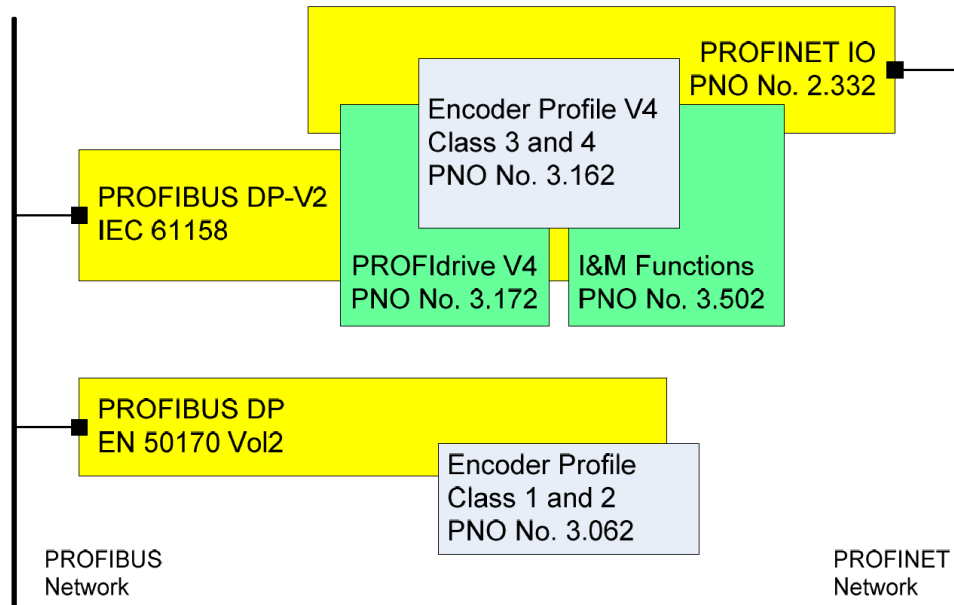 PROFINET IO
PNO No. 2.332
Encoder Profile V4
Class 3 and 4
PNO No. 3.162
PROFIBUS DP-V2
IEC 61158
PROFIdrive V4
PNO No. 3.172
I&M Functions
PNO No. 3.502
PROFIBUS DP
EN 50170 Vol2
Encoder Profile
Class 1 and 2
PNO No. 3.062
PROFIBUS
Network
PROFINET
Network